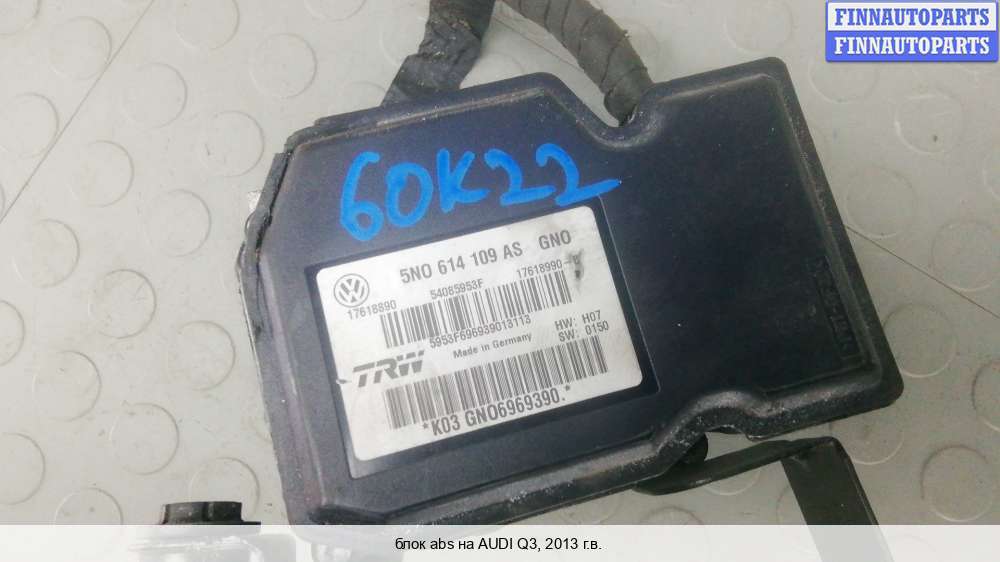 FINNAUTOPARTS
FINNAUTOPARTS
60K22
5N0 614 109 AS GNO
17618890 54085953F 17618990-B
5953F696939013113
Made in Germany
HW: H07
SW: 0150
TRW
*K03 GNO6969390.*
блок abs на AUDI Q3, 2013 г.в.